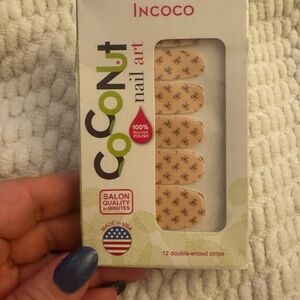 INCOCO
CoCoNut
nail art
100%
REAL NAIL
POLISH
SALON
QUALITY
IN MINUTES
MADE IN USA
12 double-ended strips